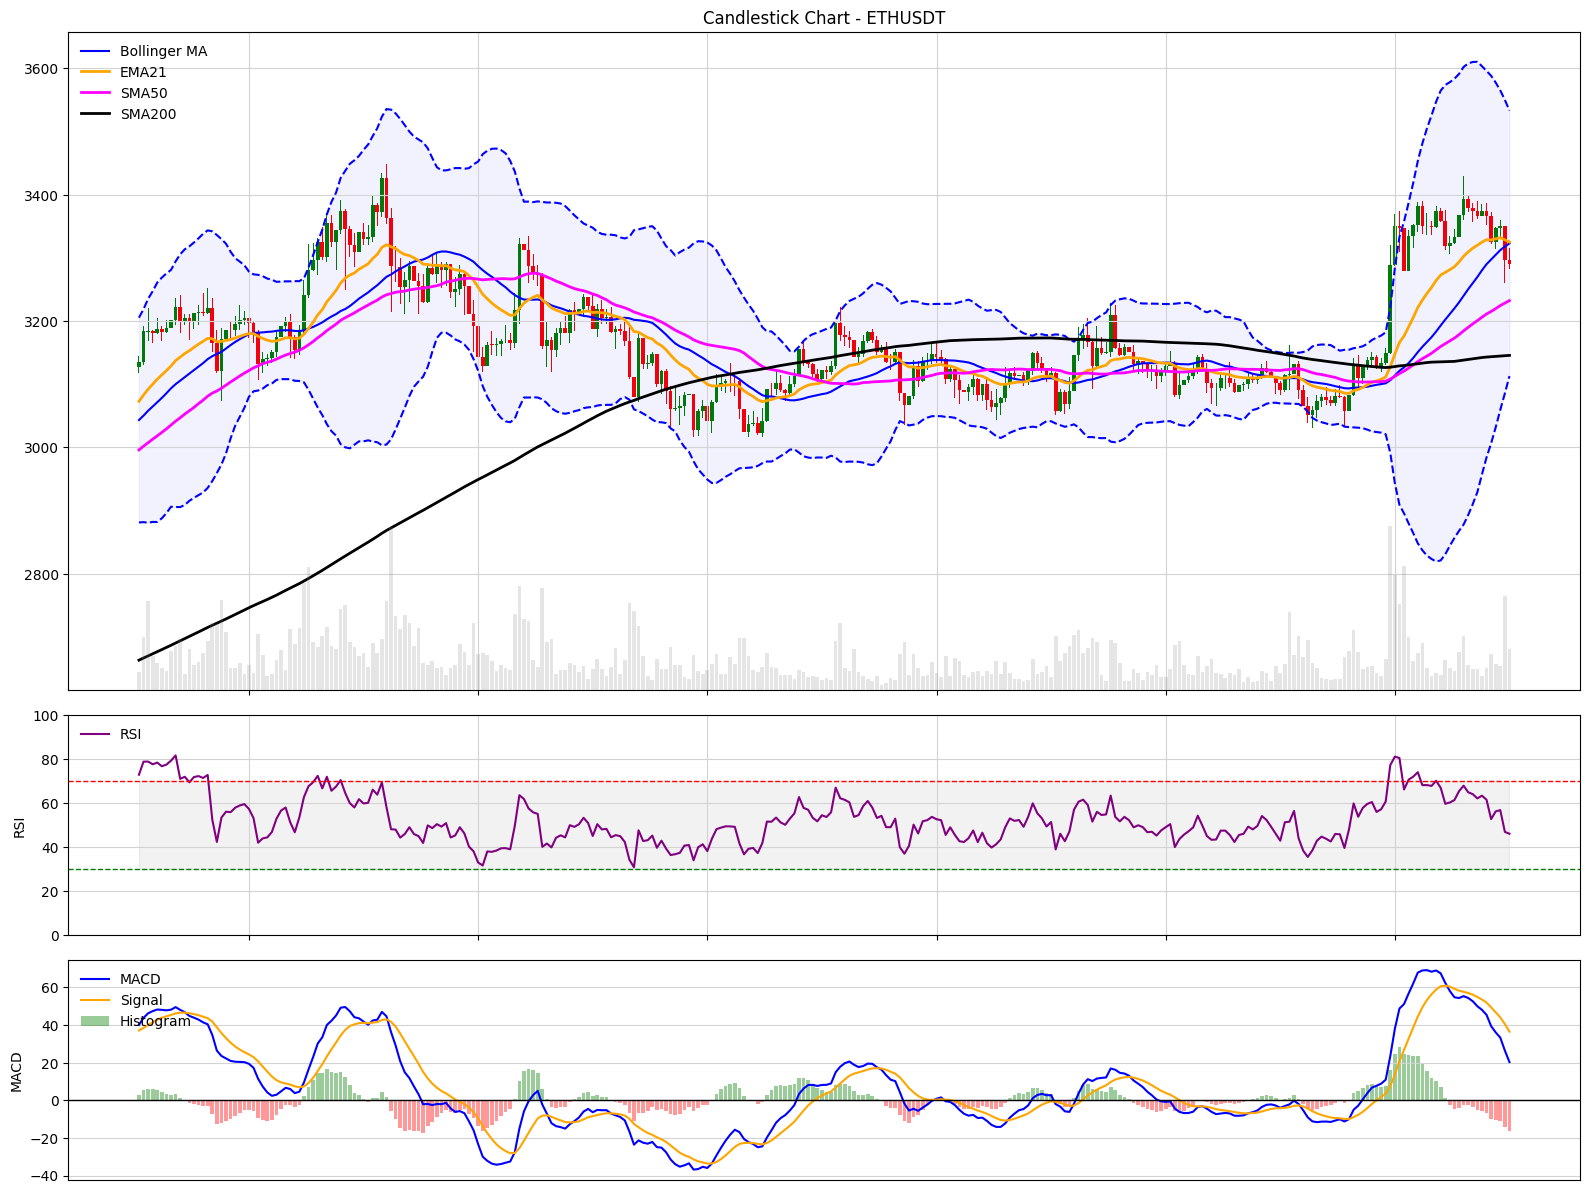 Candlestick Chart - ETHUSDT
Bollinger MA
EMA21
SMA50
SMA200
3600
3400
3200
3000
2800
RSI
100
80
60
40
20
0
RSI
MACD
Signal
Histogram
60
40
20
0
−20
−40
MACD